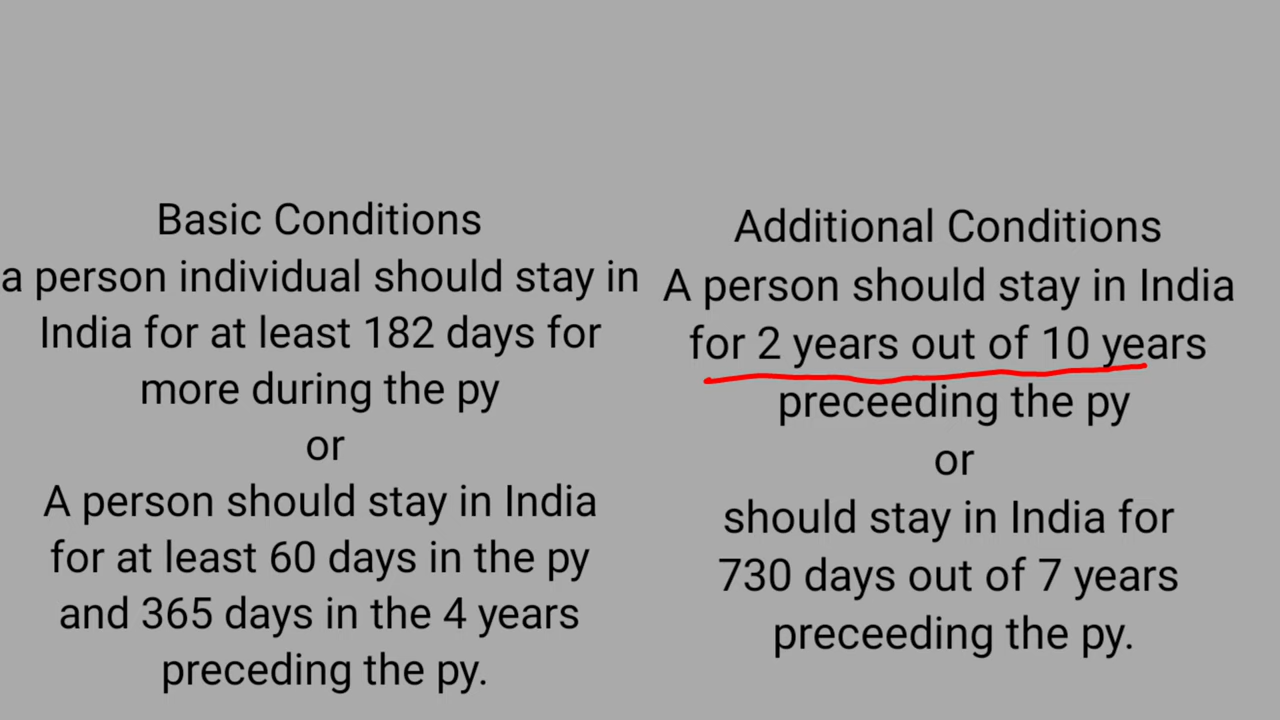 Basic Conditions
a person individual should stay in
India for at least 182 days for
more during the py
or
A person should stay in India
for at least 60 days in the py
and 365 days in the 4 years
preceding the py.
Additional Conditions
A person should stay in India
for 2 years out of 10 years
preceeding the py
or
should stay in India for
730 days out of 7 years
preceeding the py.